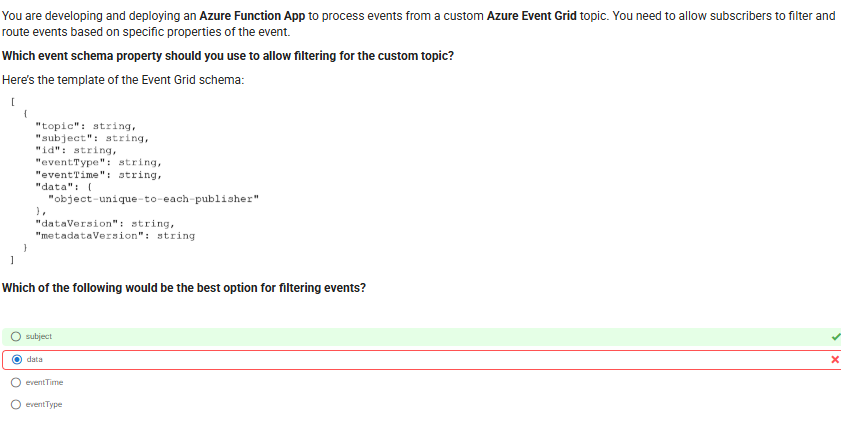 You are developing and deploying an Azure Function App to process events from a custom Azure Event Grid topic. You need to allow subscribers to filter and
route events based on specific properties of the event.
Which event schema property should you use to allow filtering for the custom topic?
Here's the template of the Event Grid schema:
[
{
"topic": string,
"subject": string,
"id": string,
"eventType": string,
"eventTime": string,
"data": {
"object-unique-to-each-publisher"
},
"dataVersion": string,
"metadataVersion": string
}
]
Which of the following would be the best option for filtering events?
subject
data
eventTime
eventType